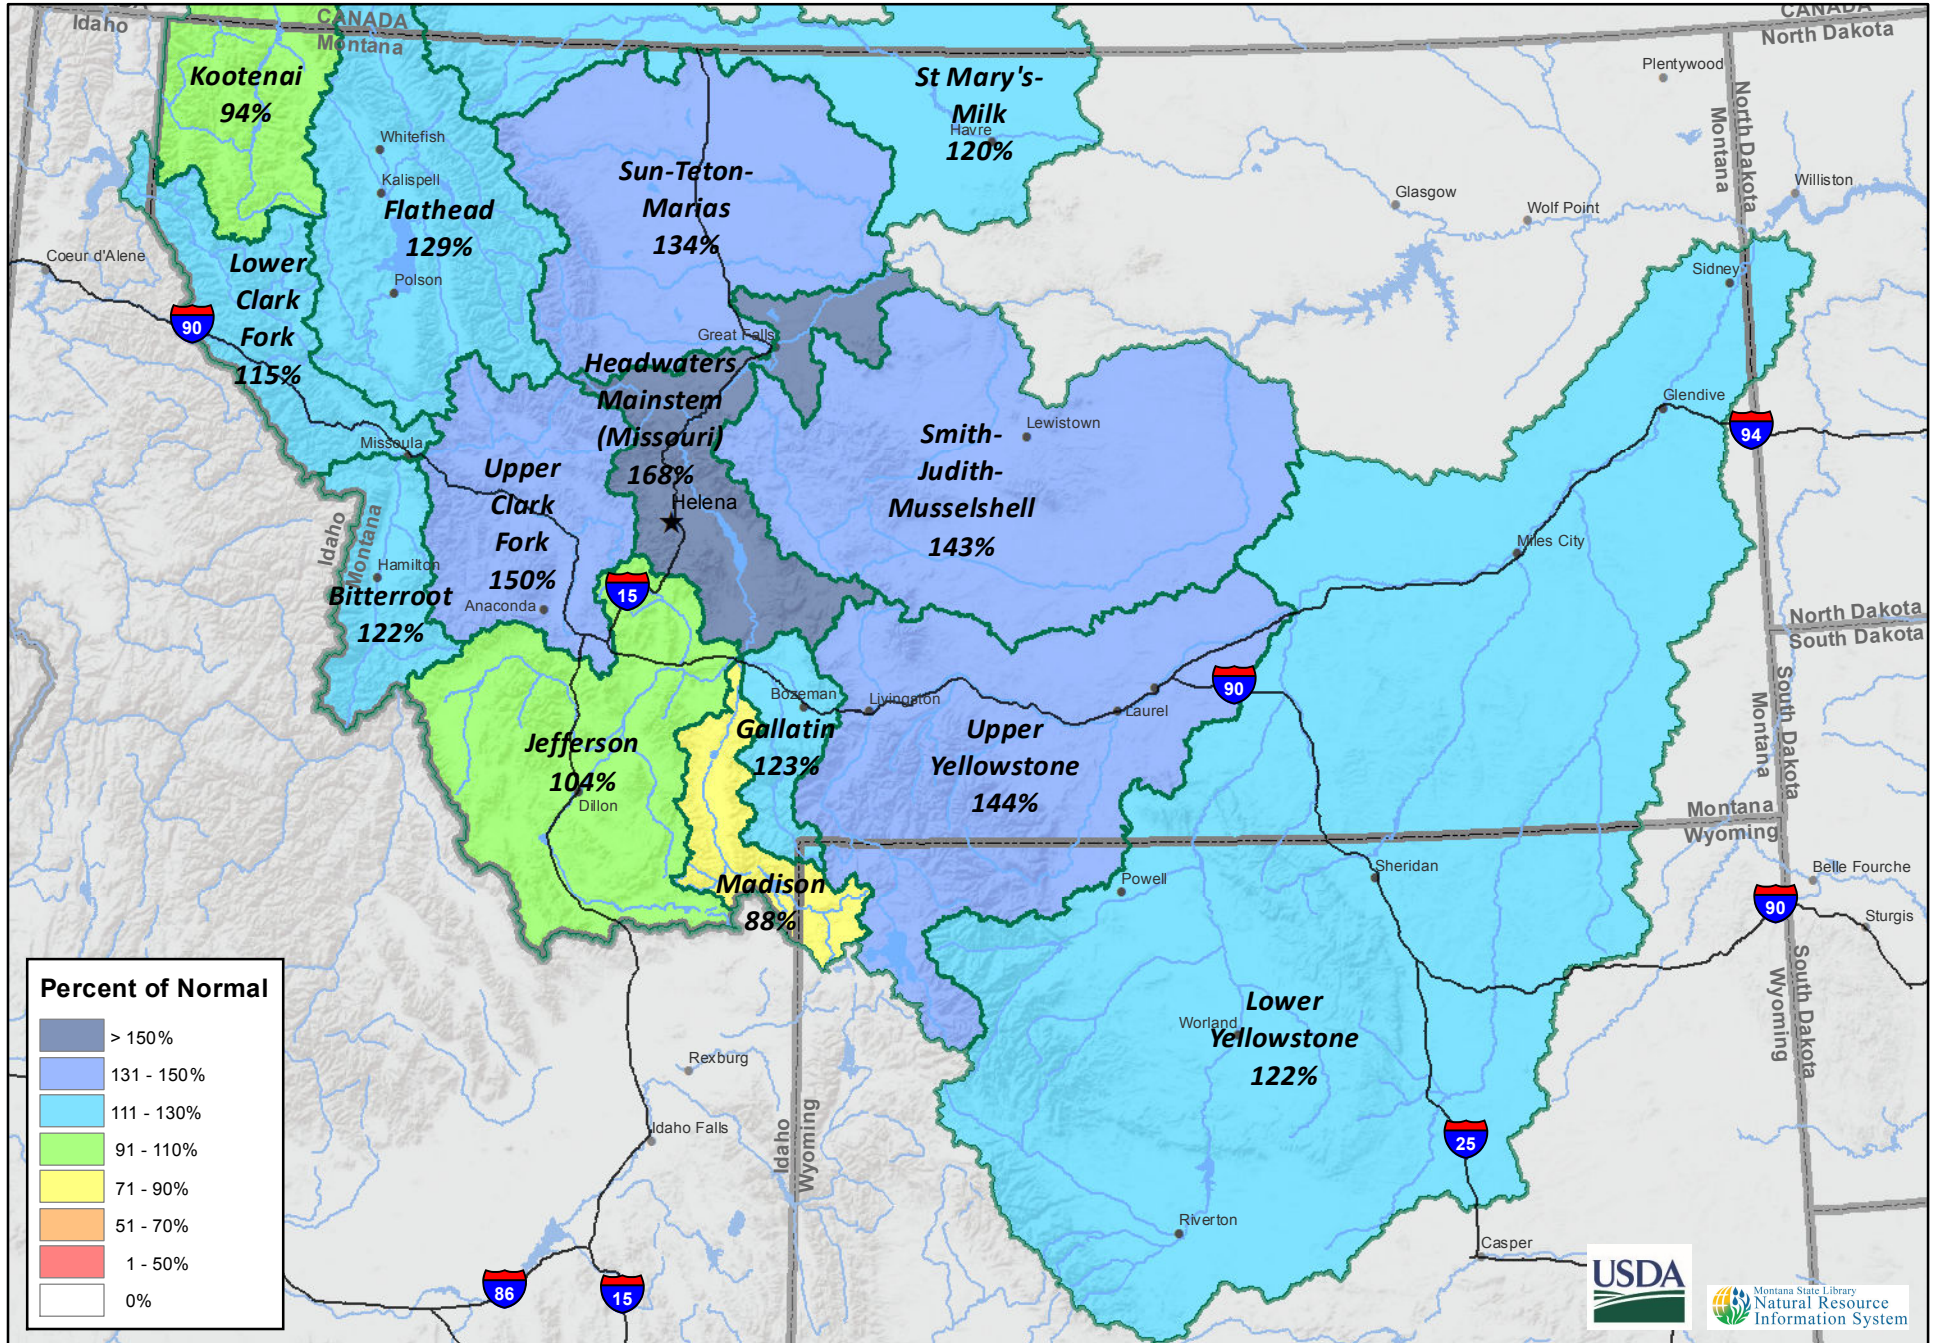 CANADA
Idaho
CANADA
Montana
CANADA
North Dakota
Kootenai
94%
St Mary's-
Milk
Havre
120%
Plentywood
North Dakota
Montana
Whitefish
Kalispell
Flathead
129%
Polson
Sun-Teton-
Marias
134%
Glasgow
Wolf Point
Williston
Coeur d'Alene
Lower
Clark
Fork
115%
90
Sidney
Great Falls
Headwaters
Mainstem
(Missouri)
168%
Helena
Glendive
94
Lewistown
Smith-
Judith-
Musselshell
143%
Missoula
Upper
Clark
Fork
150%
Anaconda
Idaho
Montana
Hamilton
Bitterroot
122%
15
Miles City
North Dakota
South Dakota
Bozeman
Livingston
Laurel
90
Gallatin
123%
Upper
Yellowstone
144%
South Dakota
Montana
Jefferson
104%
Dillon
Montana
Wyoming
Madison
88%
Powell
Sheridan
Belle Fourche
90
Sturgis
South Dakota
Wyoming
Percent of Normal
> 150%
131 - 150%
111 - 130%
91 - 110%
71 - 90%
51 - 70%
1 - 50%
0%
Worland
Lower
Yellowstone
122%
Rexburg
Idaho Falls
Idaho
Wyoming
25
Riverton
Casper
86
15
USDA
Montana State Library
Natural Resource
Information System